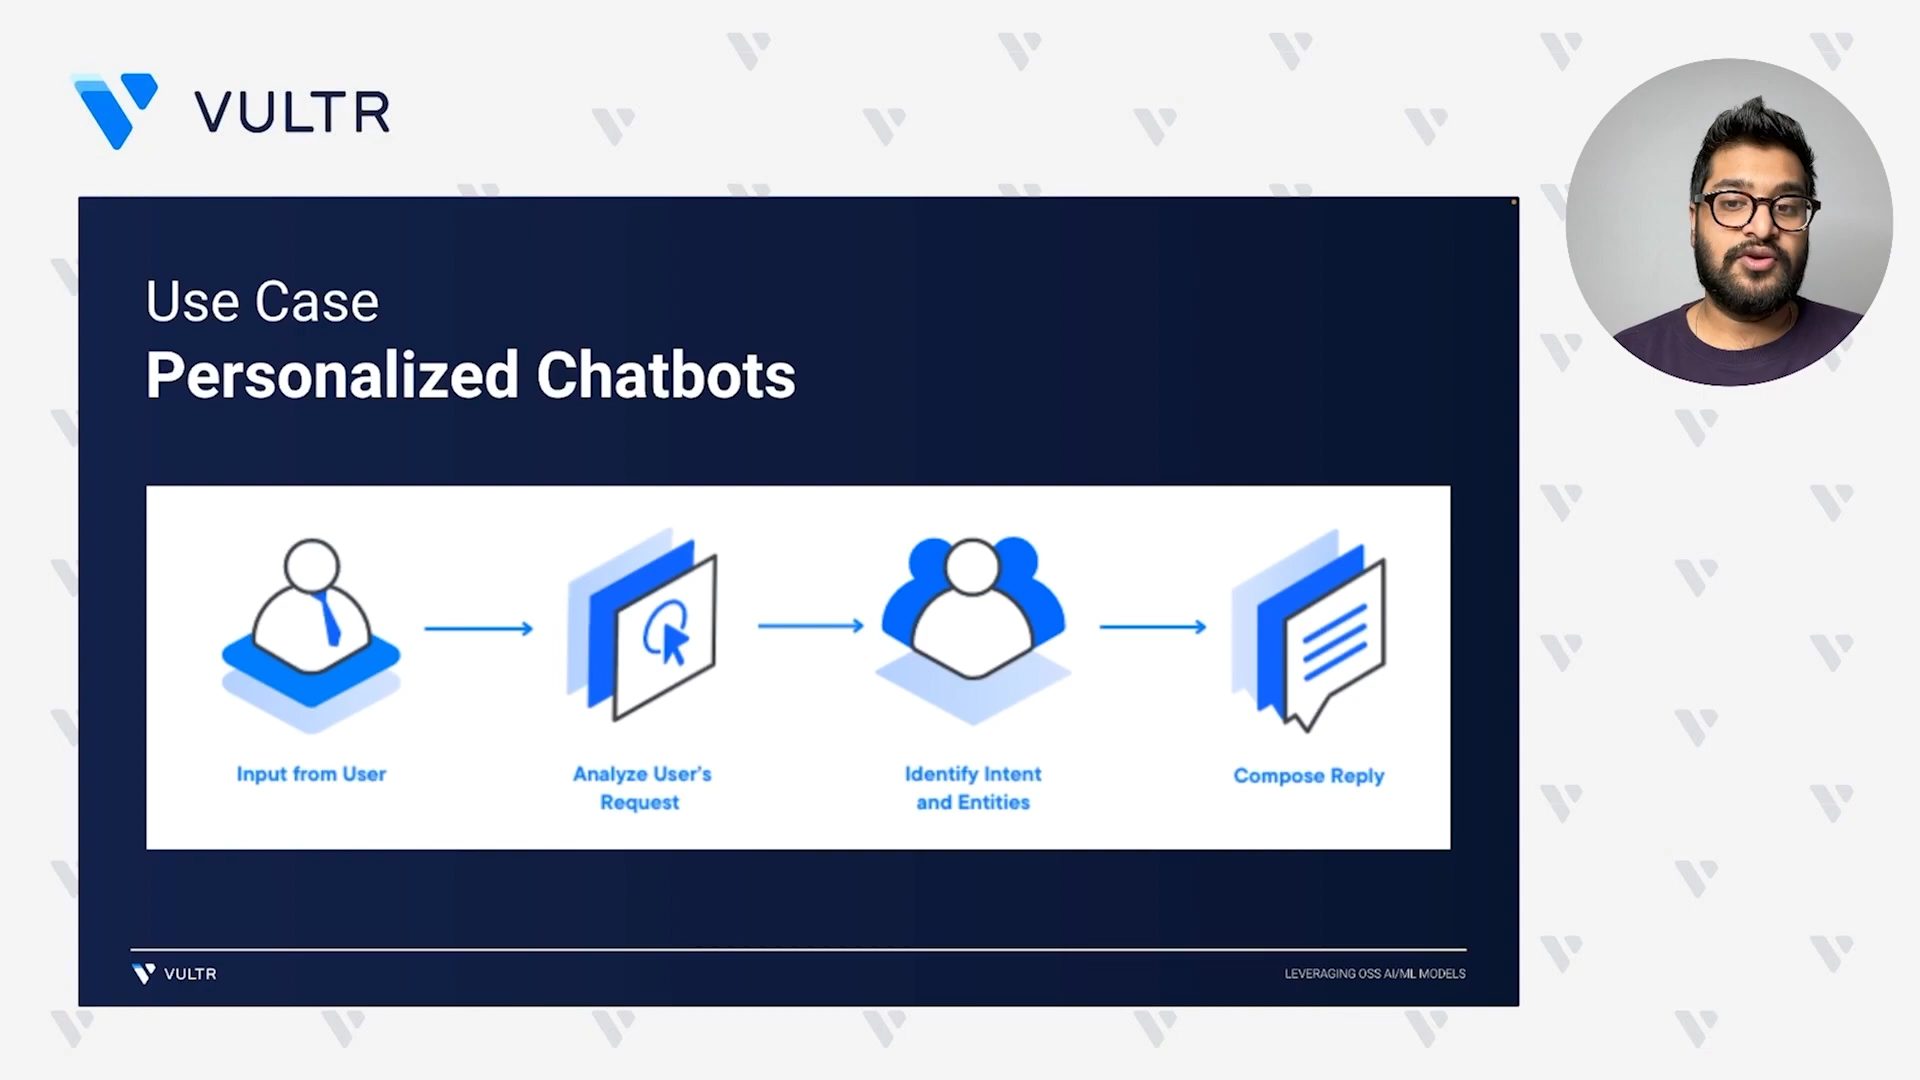 VULTR
Use Case
Personalized Chatbots
Input from User
Analyze User's
Request
Identify Intent
and Entities
Compose Reply
VULTR
LEVERAGING OSS AI/ML MODELS